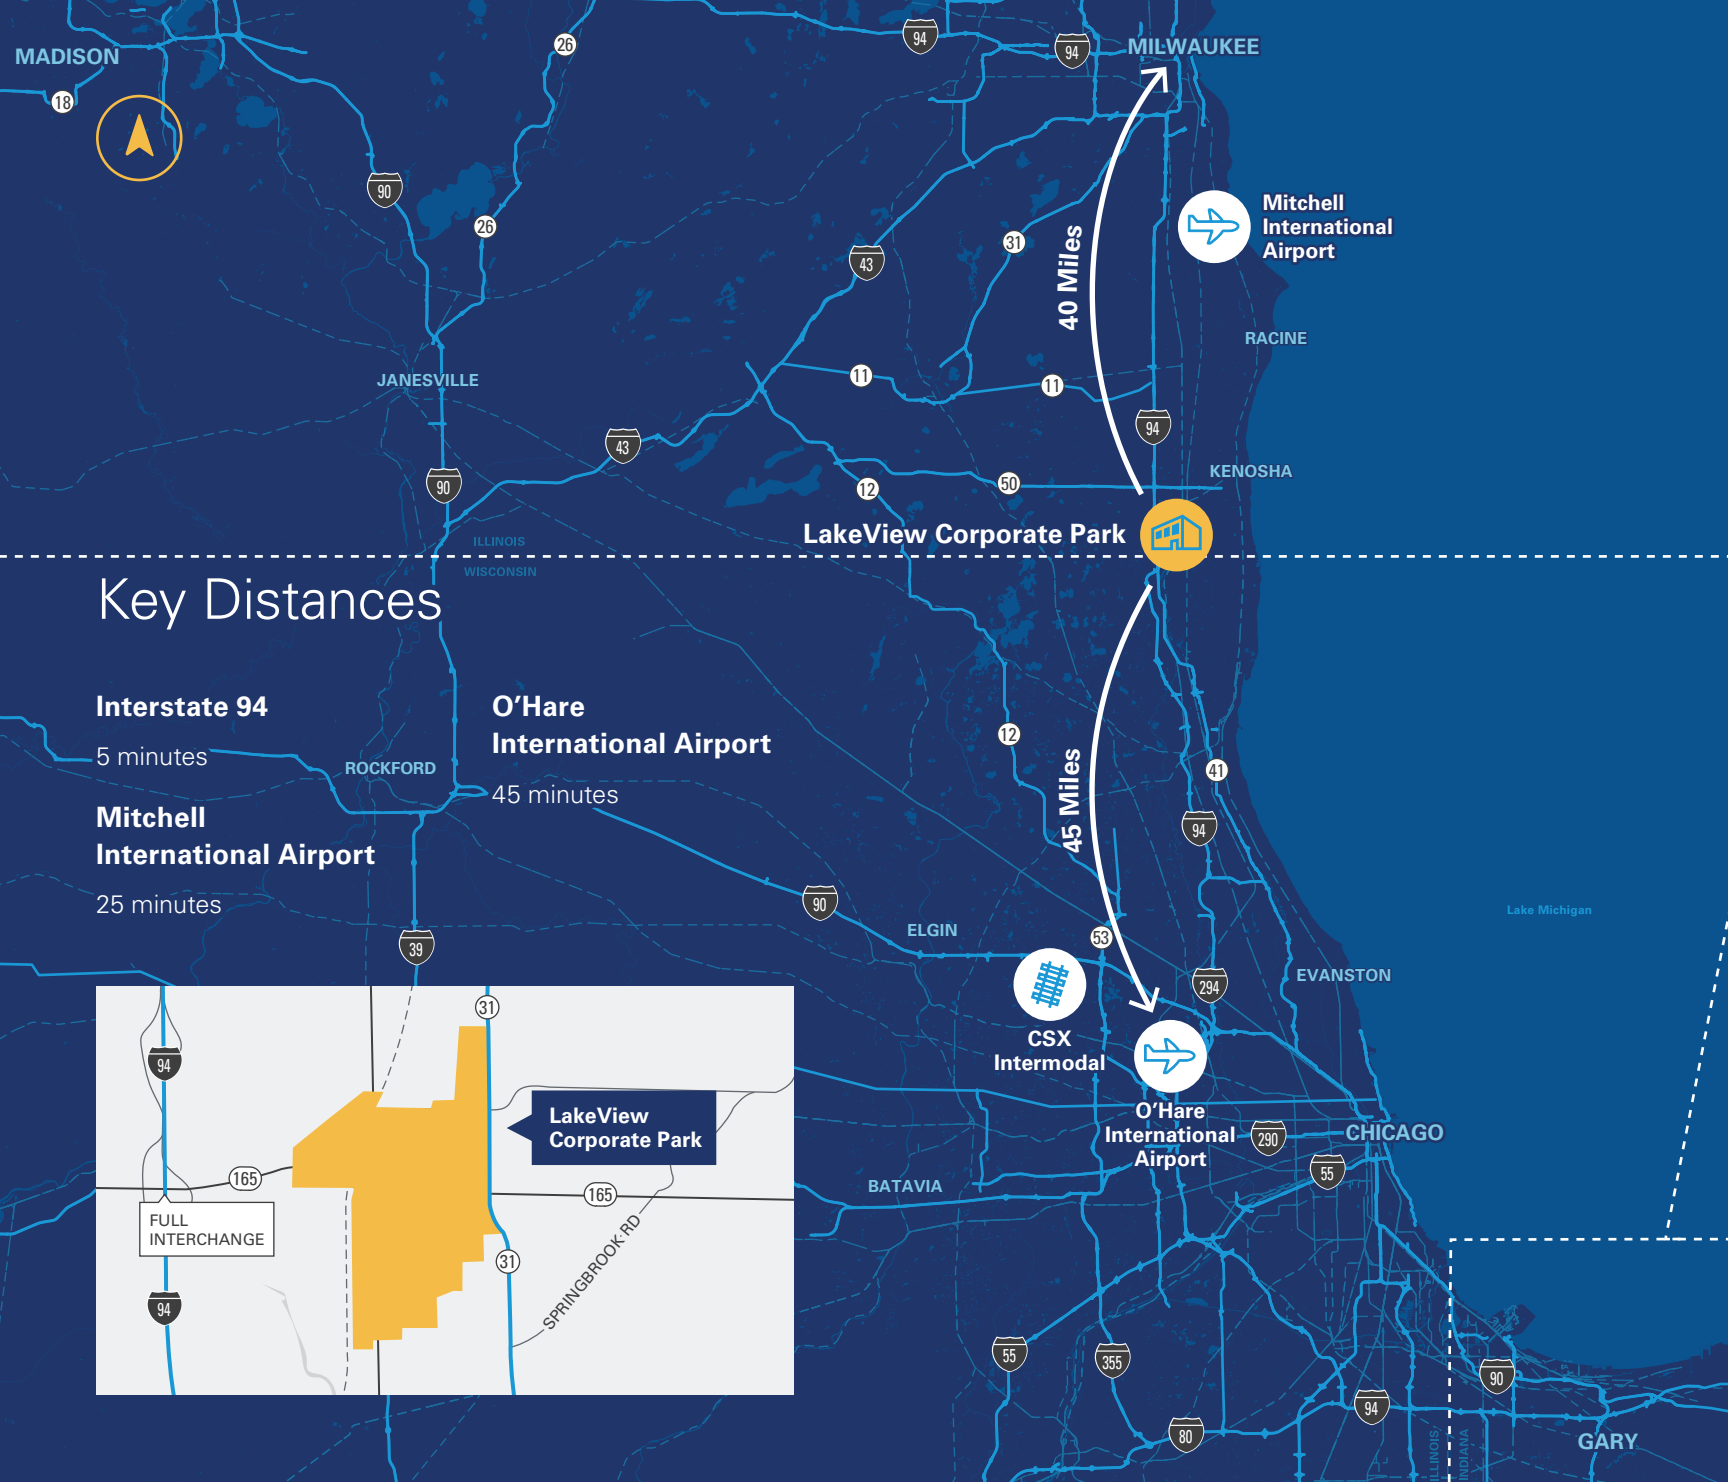 MADISON
18
26
94
94
MILWAUKEE
90
26
43
31
40 Miles
Mitchell
International
Airport
RACINE
JANESVILLE
11
11
94
43
90
12
50
KENOSHA
LakeView Corporate Park
ILLINOIS
WISCONSIN
Key Distances
Interstate 94
5 minutes
Mitchell
International Airport
25 minutes
O’Hare
International Airport
45 minutes
ROCKFORD
12
45 Miles
41
94
90
39
ELGIN
53
Lake Michigan
EVANSTON
294
CSX
Intermodal
O’Hare
International
Airport
290
CHICAGO
55
BATAVIA
31
94
LakeView
Corporate Park
165
165
FULL
INTERCHANGE
31
SPRINGBROOK RD
94
55
355
90
94
80
GARY
ILLINOIS
INDIANA